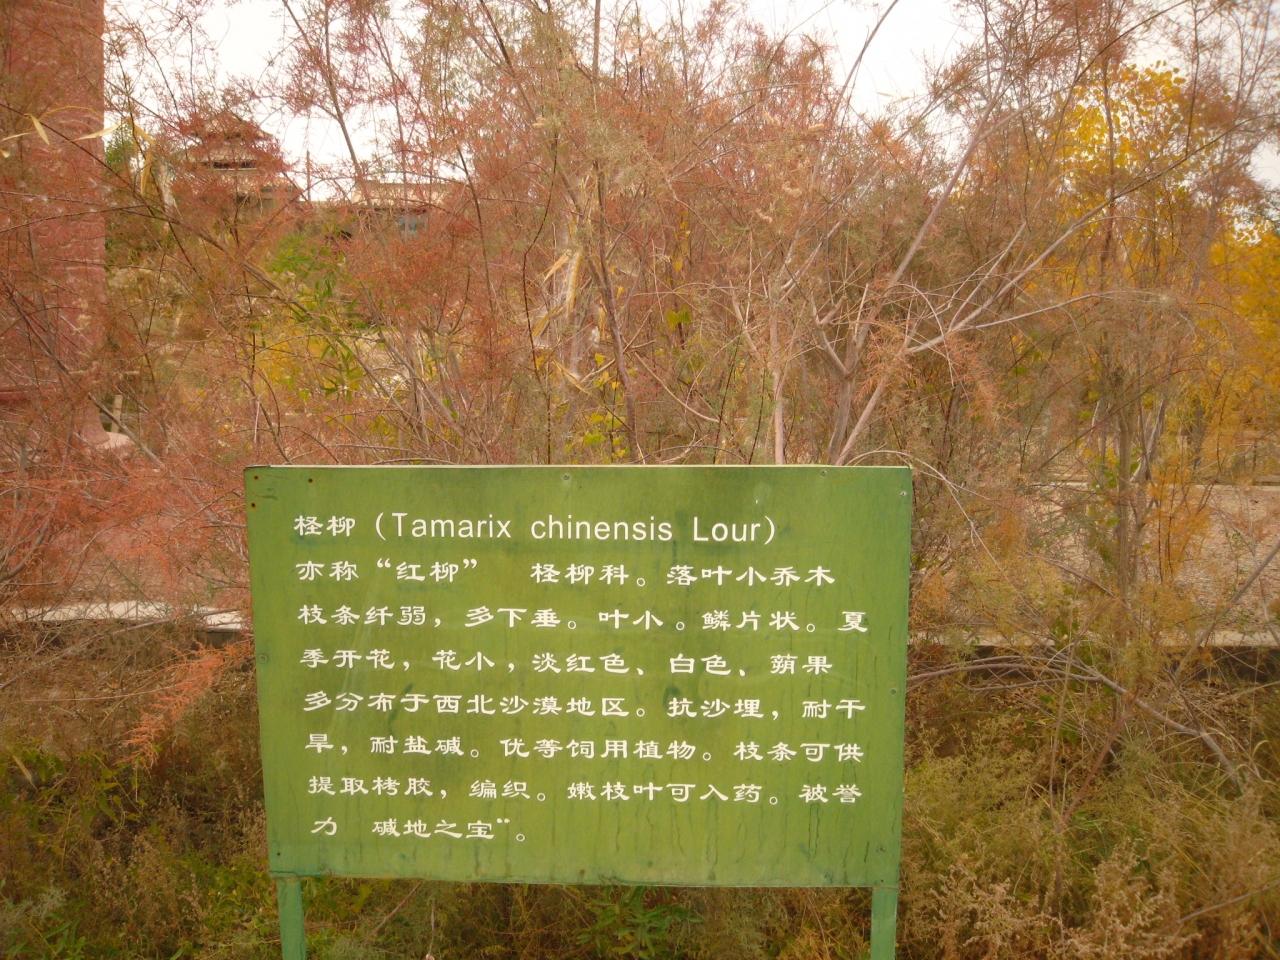 柽柳（Tamarix chinensis Lour）
亦称“红柳” 柽柳科。落叶小乔木
枝条纤弱，多下垂。叶小。鳞片状。夏
季开花，花小，淡红色、白色、蒴果
多分布于西北沙漠地区。抗沙埋，耐干
旱，耐盐碱。优等饲用植物。枝条可供
提取栲胶，编织。嫩枝叶可入药。被誉
力 碱地之宝”。